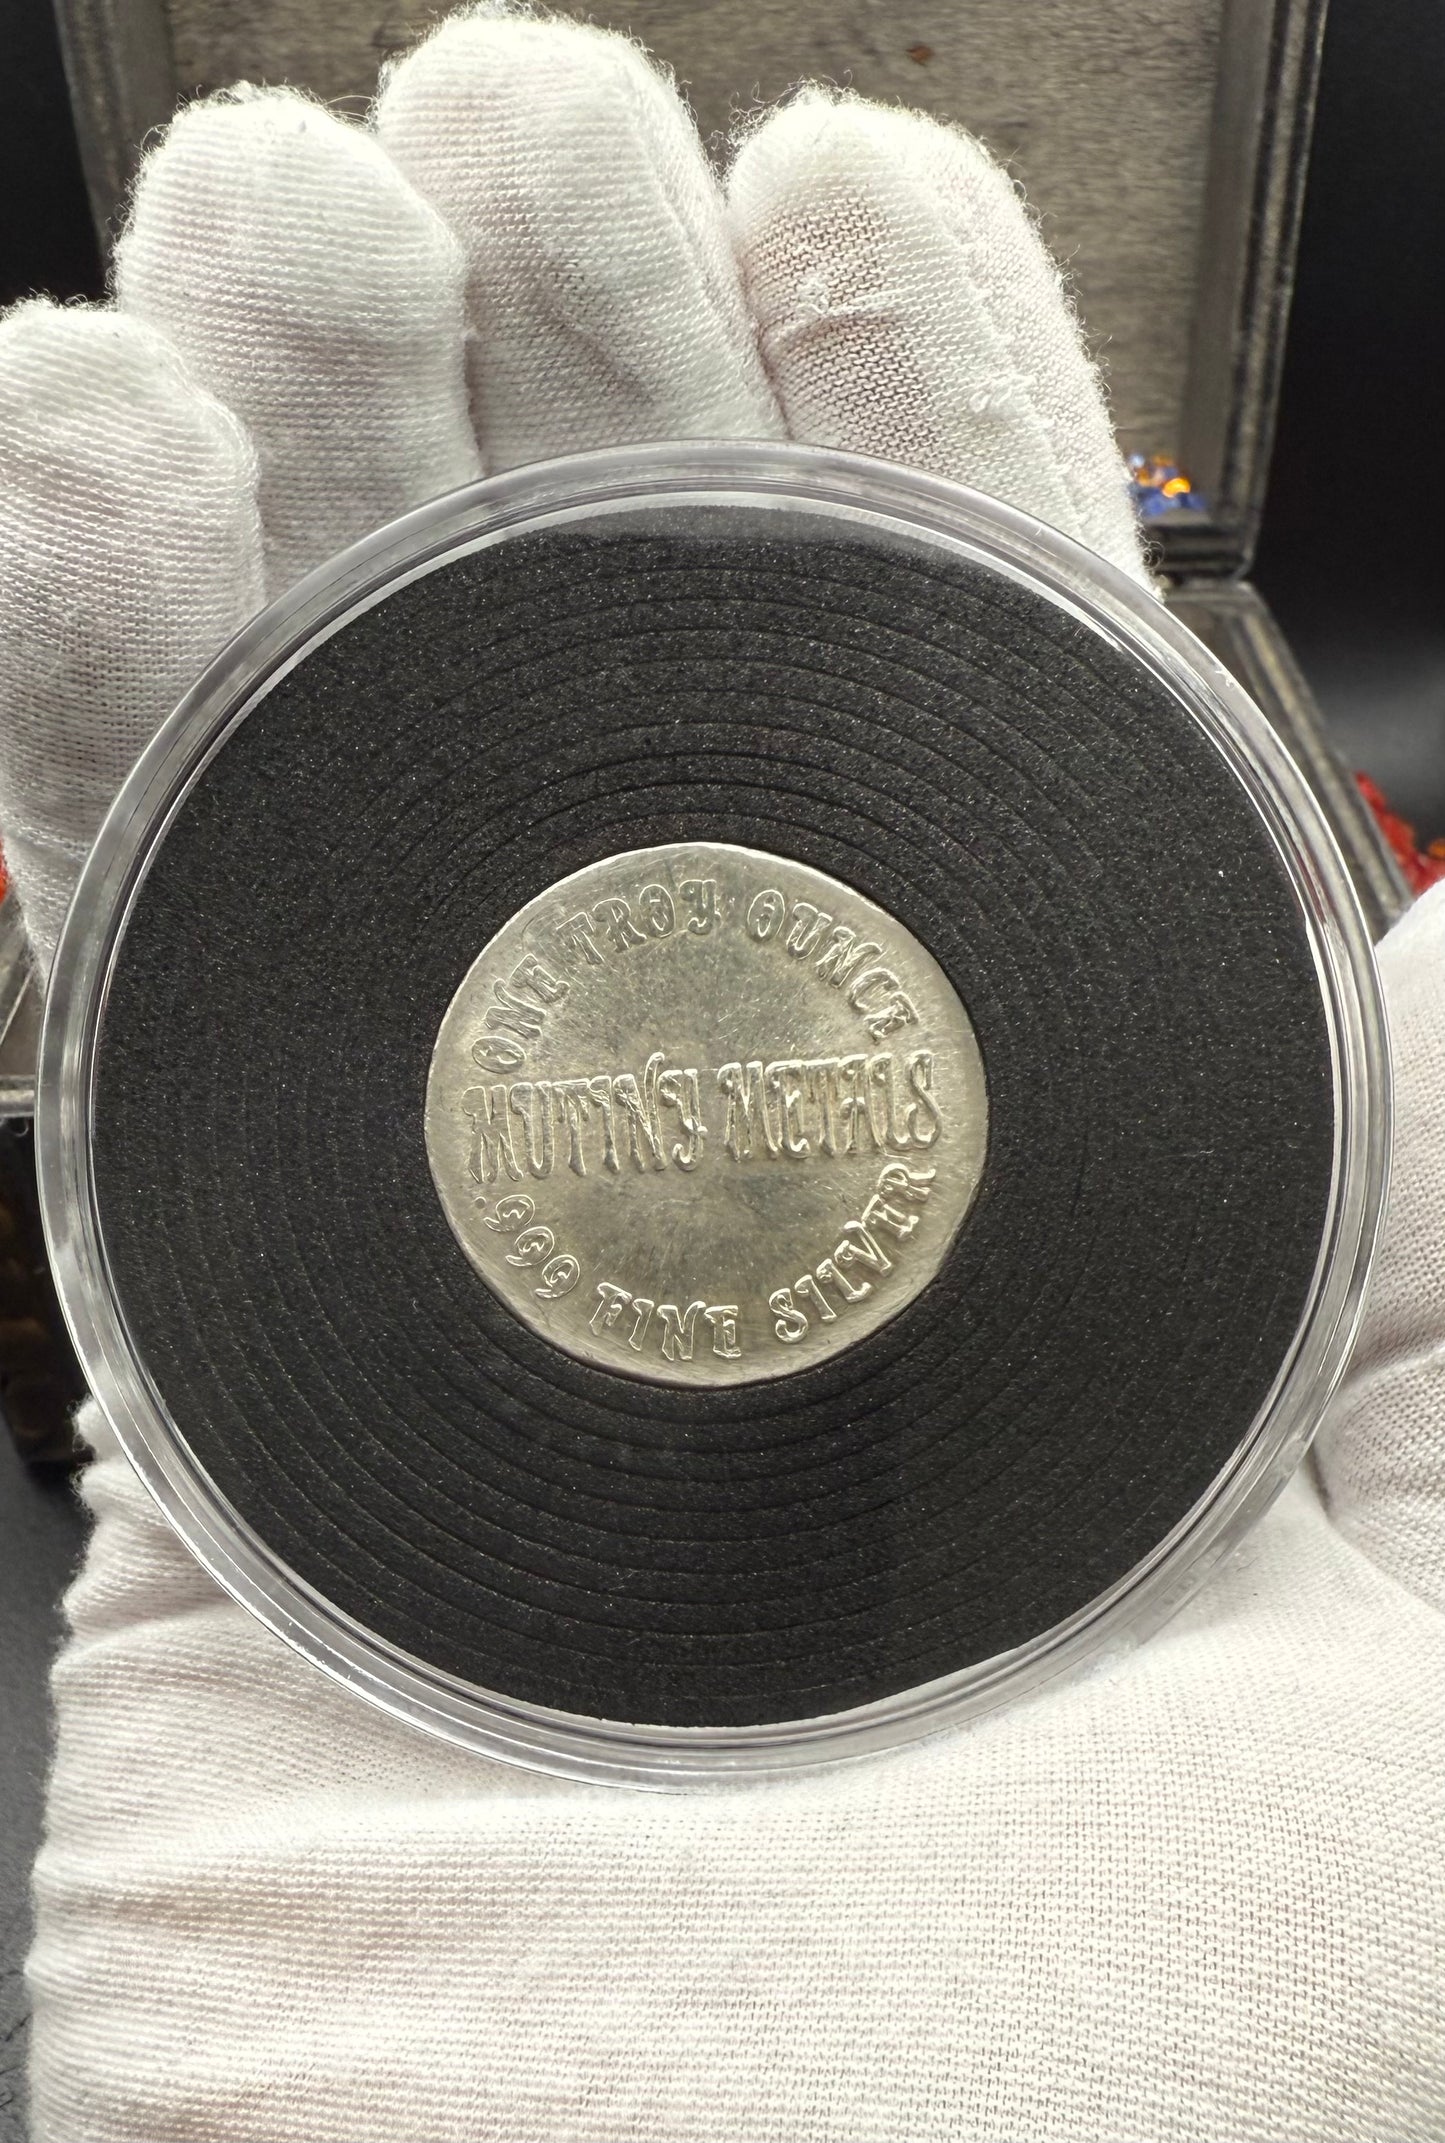 ONE TROY OUNCE
MUTINY METALS
.999 FINE SILVER